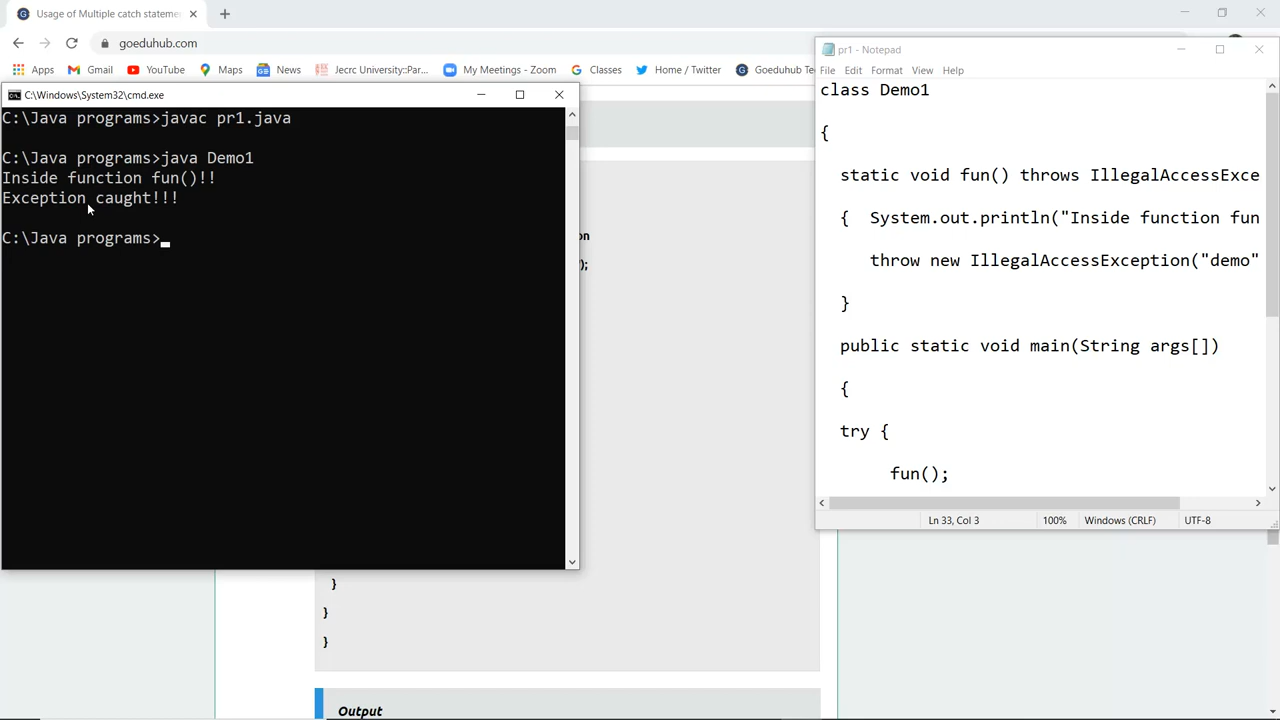 Usage of Multiple catch stateme
goeduhub.com
Apps
Gmail
YouTube
Maps
News
Jecrc University::Par...
My Meetings - Zoom
Classes
Home / Twitter
Goeduhub Te
C:\Windows\System32\cmd.exe
C:\Java programs>javac pr1.java
C:\Java programs>java Demo1
Inside function fun()!!
Exception caught!!!
C:\Java programs>
on
');
}
}
}
Output
pr1 - Notepad
File Edit Format View Help
class Demo1
{
static void fun() throws IllegalAccessExce
{ System.out.println("Inside function fun
throw new IllegalAccessException("demo"
}
public static void main(String args[])
{
try {
fun();
Ln 33, Col 3
100%
Windows (CRLF)
UTF-8